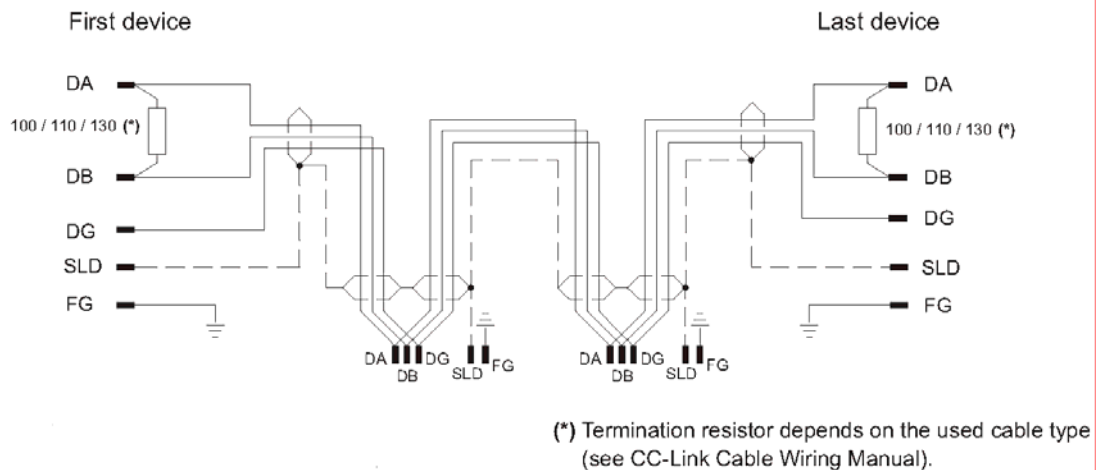 First device
Last device
DA
100 / 110 / 130 (*)
DB
DG
SLD
FG
DA
100 / 110 / 130 (*)
DB
DG
SLD
FG
DA
DB
DG
SLD
FG
DA
DB
DG
SLD
FG
(*) Termination resistor depends on the used cable type
(see CC-Link Cable Wiring Manual).